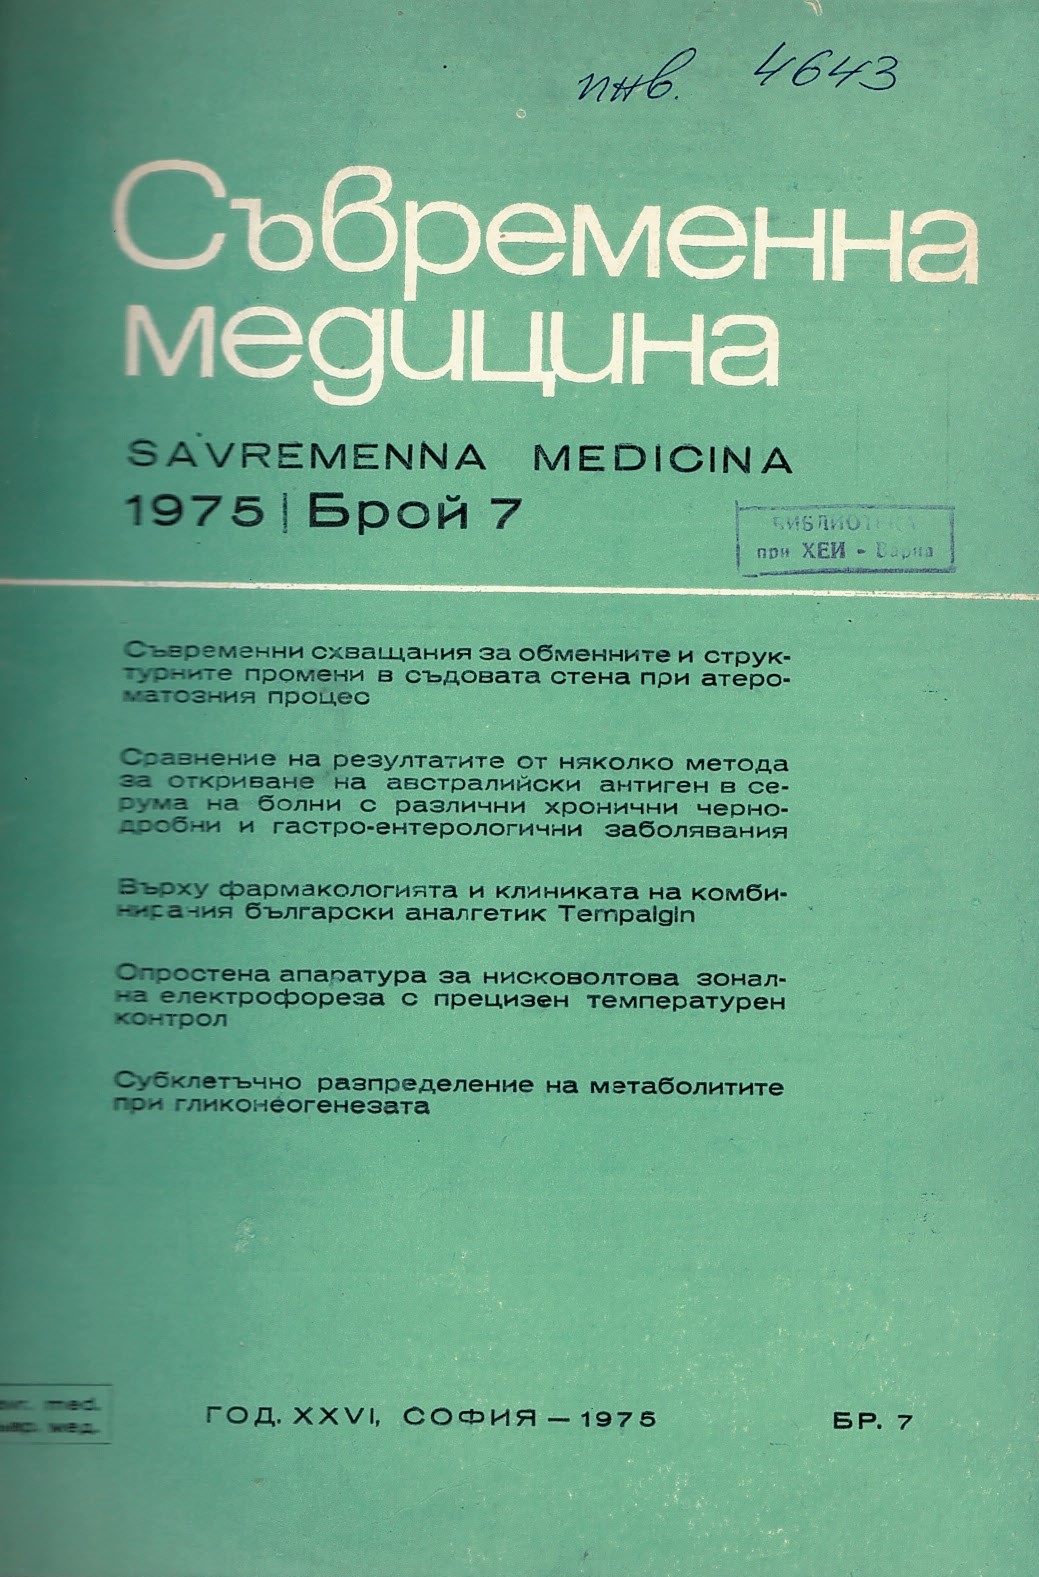 инв. 4643
Съвременна
медицина
SAVREMENNA MEDICINA
1975 | Брой 7
БИБЛИОТЕКА
при ХЕИ - Варна
Съвременни схващания за обменните и струк-
турните промени в съдовата стена при атеро-
матозния процес
Сравнение на резултатите от няколко метода
за откриване на австралийски антиген в се-
рума на болни с различни хронични черно-
дробни и гастро-ентерологични заболявания
Върху фармакологията и клиниката на комби-
нирания български аналгетик Tempalgin
Опростена апаратура за нисковолтова зонал-
на електрофореза с прецизен температурен
контрол
Субклетъчно разпределение на метаболитите
при гликонеогенезата
med.
мед.
ГОД. XXVI, СОФИЯ — 1975 БР. 7